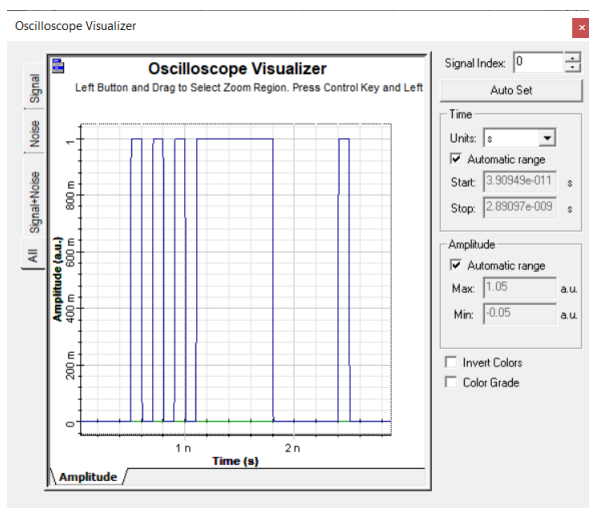 Oscilloscope Visualizer
×
Signal
Noise
Signal+Noise
All
Oscilloscope Visualizer
Left Button and Drag to Select Zoom Region. Press Control Key and Left
Amplitude (a.u.)
1
800 m
600 m
400 m
200 m
0
1 n
2 n
Time (s)
Amplitude
Signal Index: 0
Auto Set
Time
Units: s
Automatic range
Start: 3.90949e-011 s
Stop: 2.89097e-009 s
Amplitude
Automatic range
Max: 1.05 a.u.
Min: -0.05 a.u.
Invert Colors
Color Grade